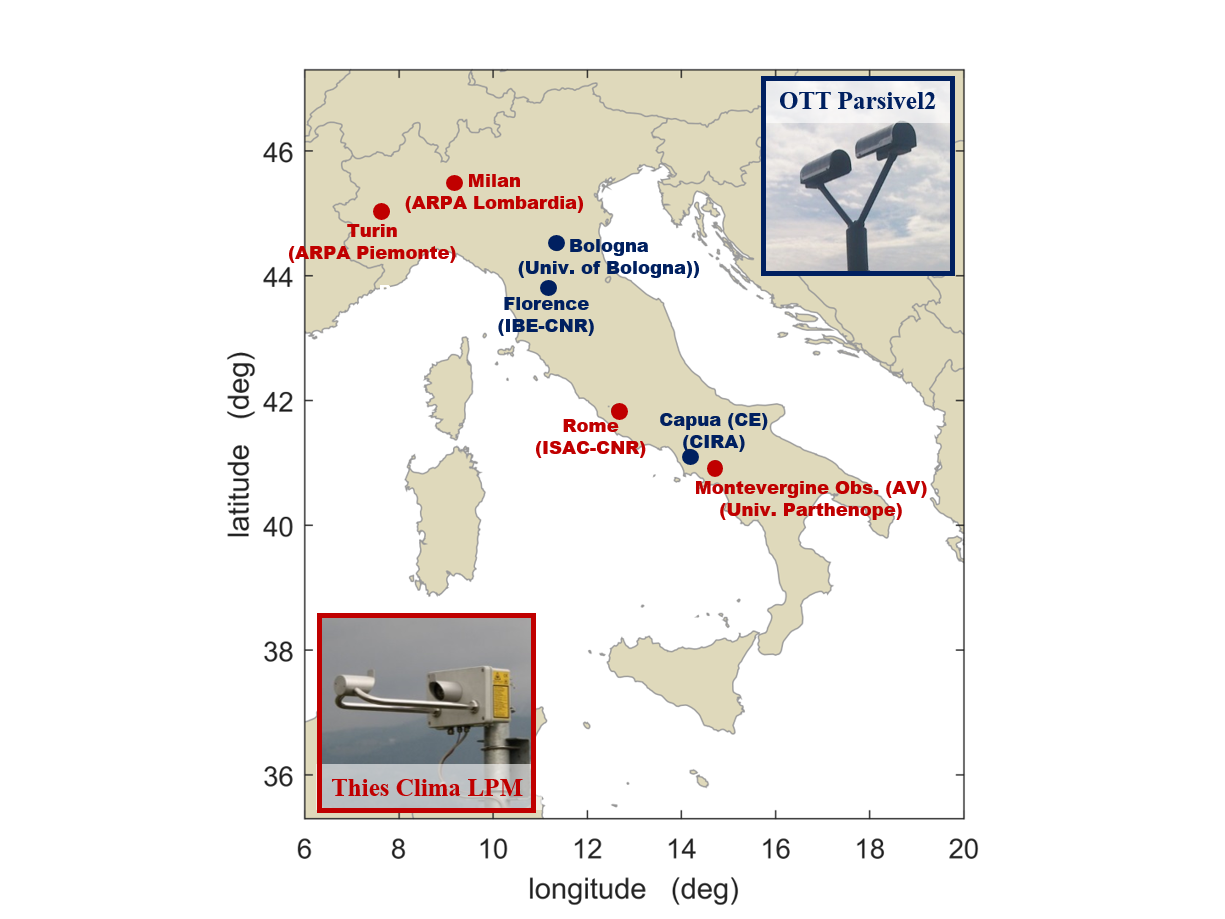 OTT Parsivel2
46
Milan
(ARPA Lombardia)
Turin
(ARPA Piemonte)
Bologna
(Univ. of Bologna))
44
Florence
(IBE-CNR)
42
Rome
(ISAC-CNR)
Capua (CE)
(CIRA)
Montevergine Obs. (AV)
(Univ. Parthenope)
latitude (deg)
40
38
36
Thies Clima LPM
6 8 10 12 14 16 18 20
longitude (deg)